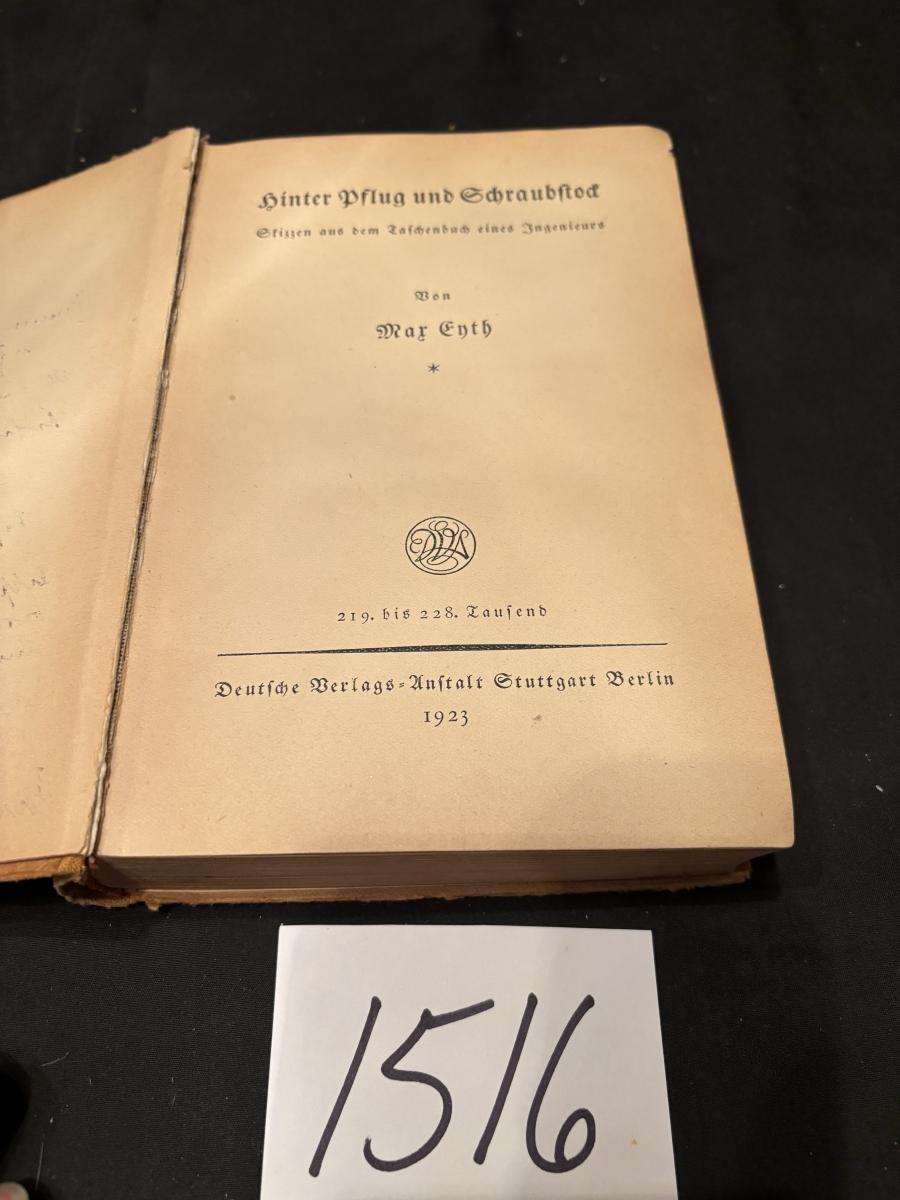 Hinter Pflug und Schraubstock
Skizzen aus dem Taschenbuch eines Ingenieurs
Von
Max Eyth
*
DVA
219. bis 228. Tausend
Deutsche Verlags-Anstalt Stuttgart Berlin
1923
1516